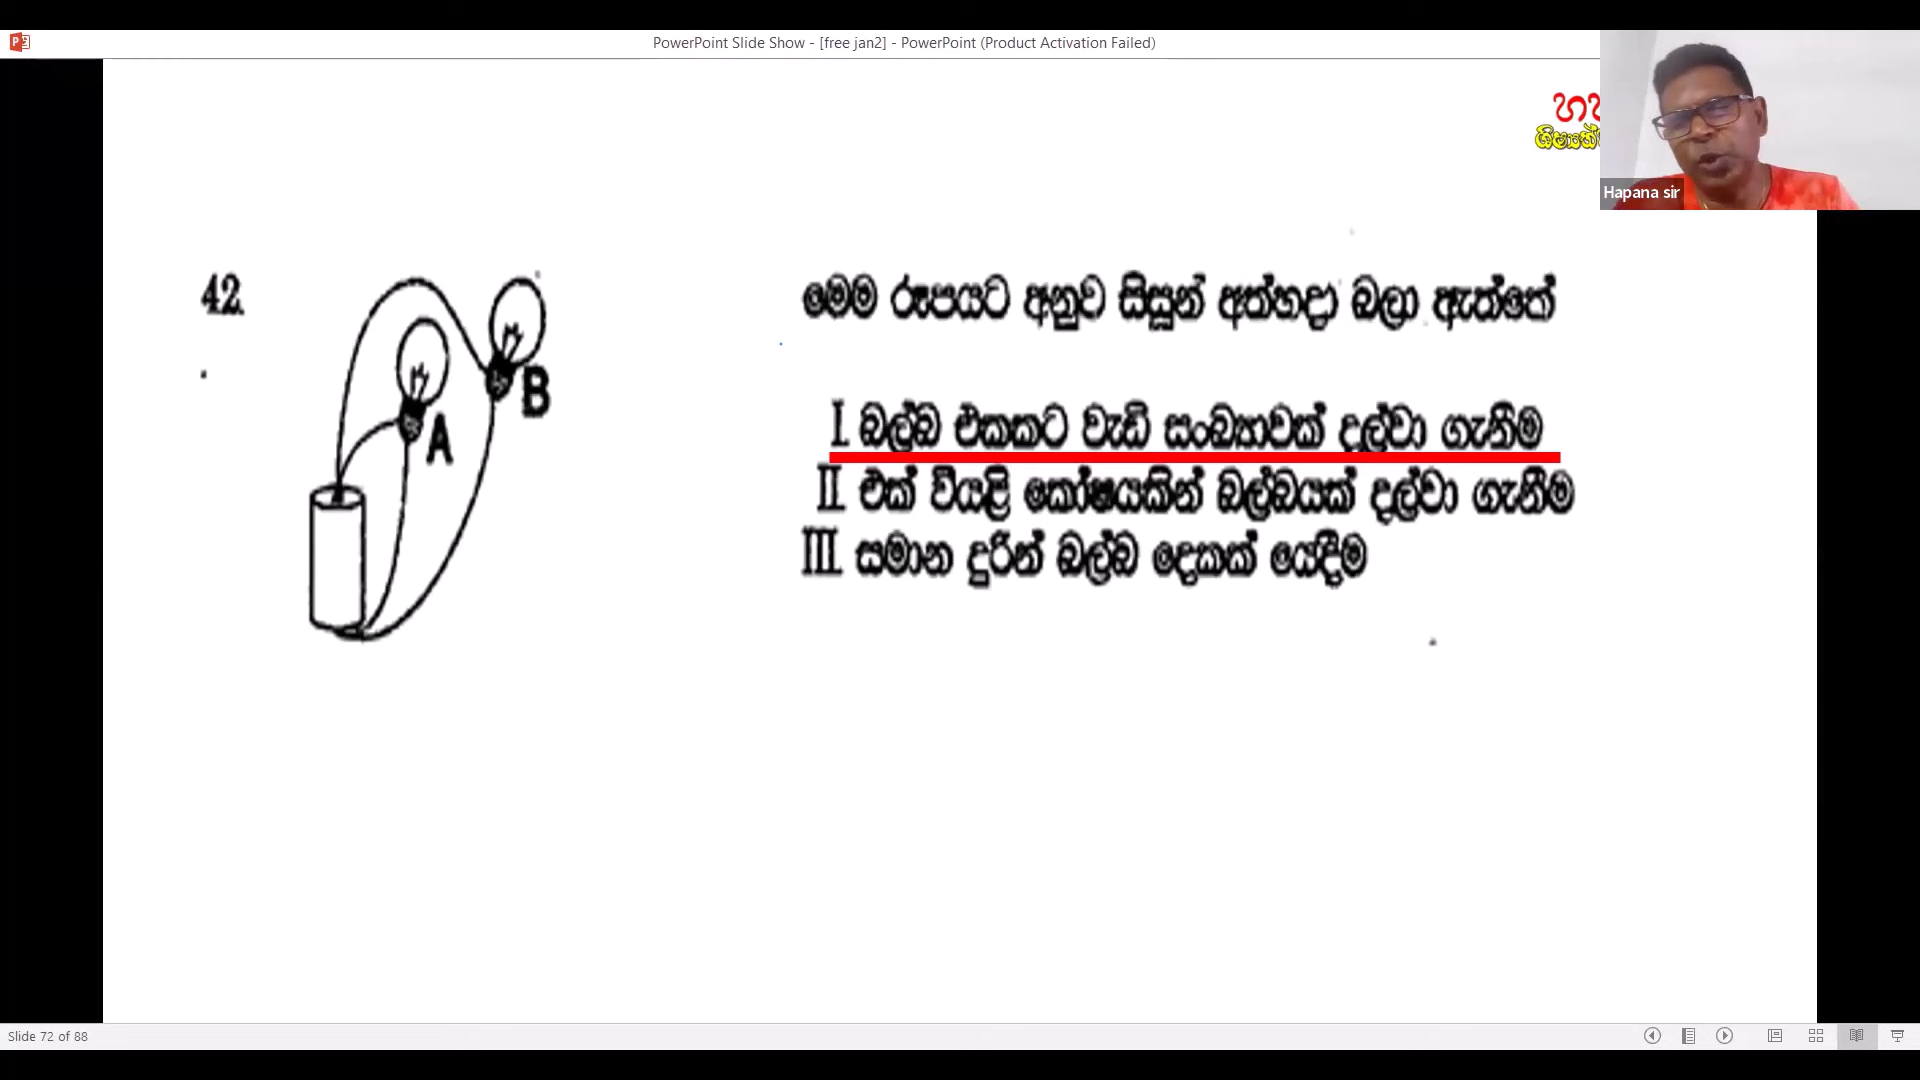 PowerPoint Slide Show - [free jan2] - PowerPoint (Product Activation Failed)
Hapana sir
42
A
B
මෙම රූපයට අනුව සිසුන් අත්හදා බලා ඇත්තේ
I බල්බ එකකට වැඩි සංඛ්‍යාවක් දල්වා ගැනීම
II එක් වියළි කෝෂයකින් බල්බයක් දල්වා ගැනීම
III සමාන දුරින් බල්බ දෙකක් යෙදීම
Slide 72 of 88